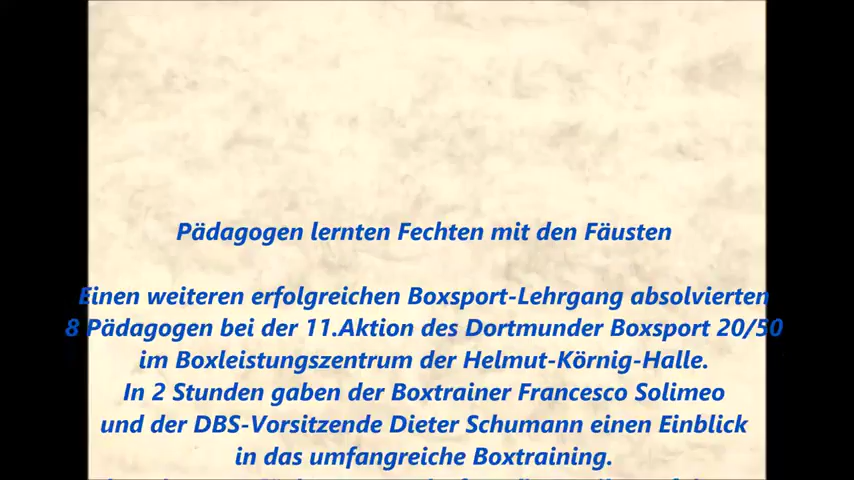 Pädagogen lernten Fechten mit den Fäusten
Einen weiteren erfolgreichen Boxsport-Lehrgang absolvierten
8 Pädagogen bei der 11.Aktion des Dortmunder Boxsport 20/50
im Boxleistungszentrum der Helmut-Körnig-Halle.
In 2 Stunden gaben der Boxtrainer Francesco Solimeo
und der DBS-Vorsitzende Dieter Schumann einen Einblick
in das umfangreiche Boxtraining.